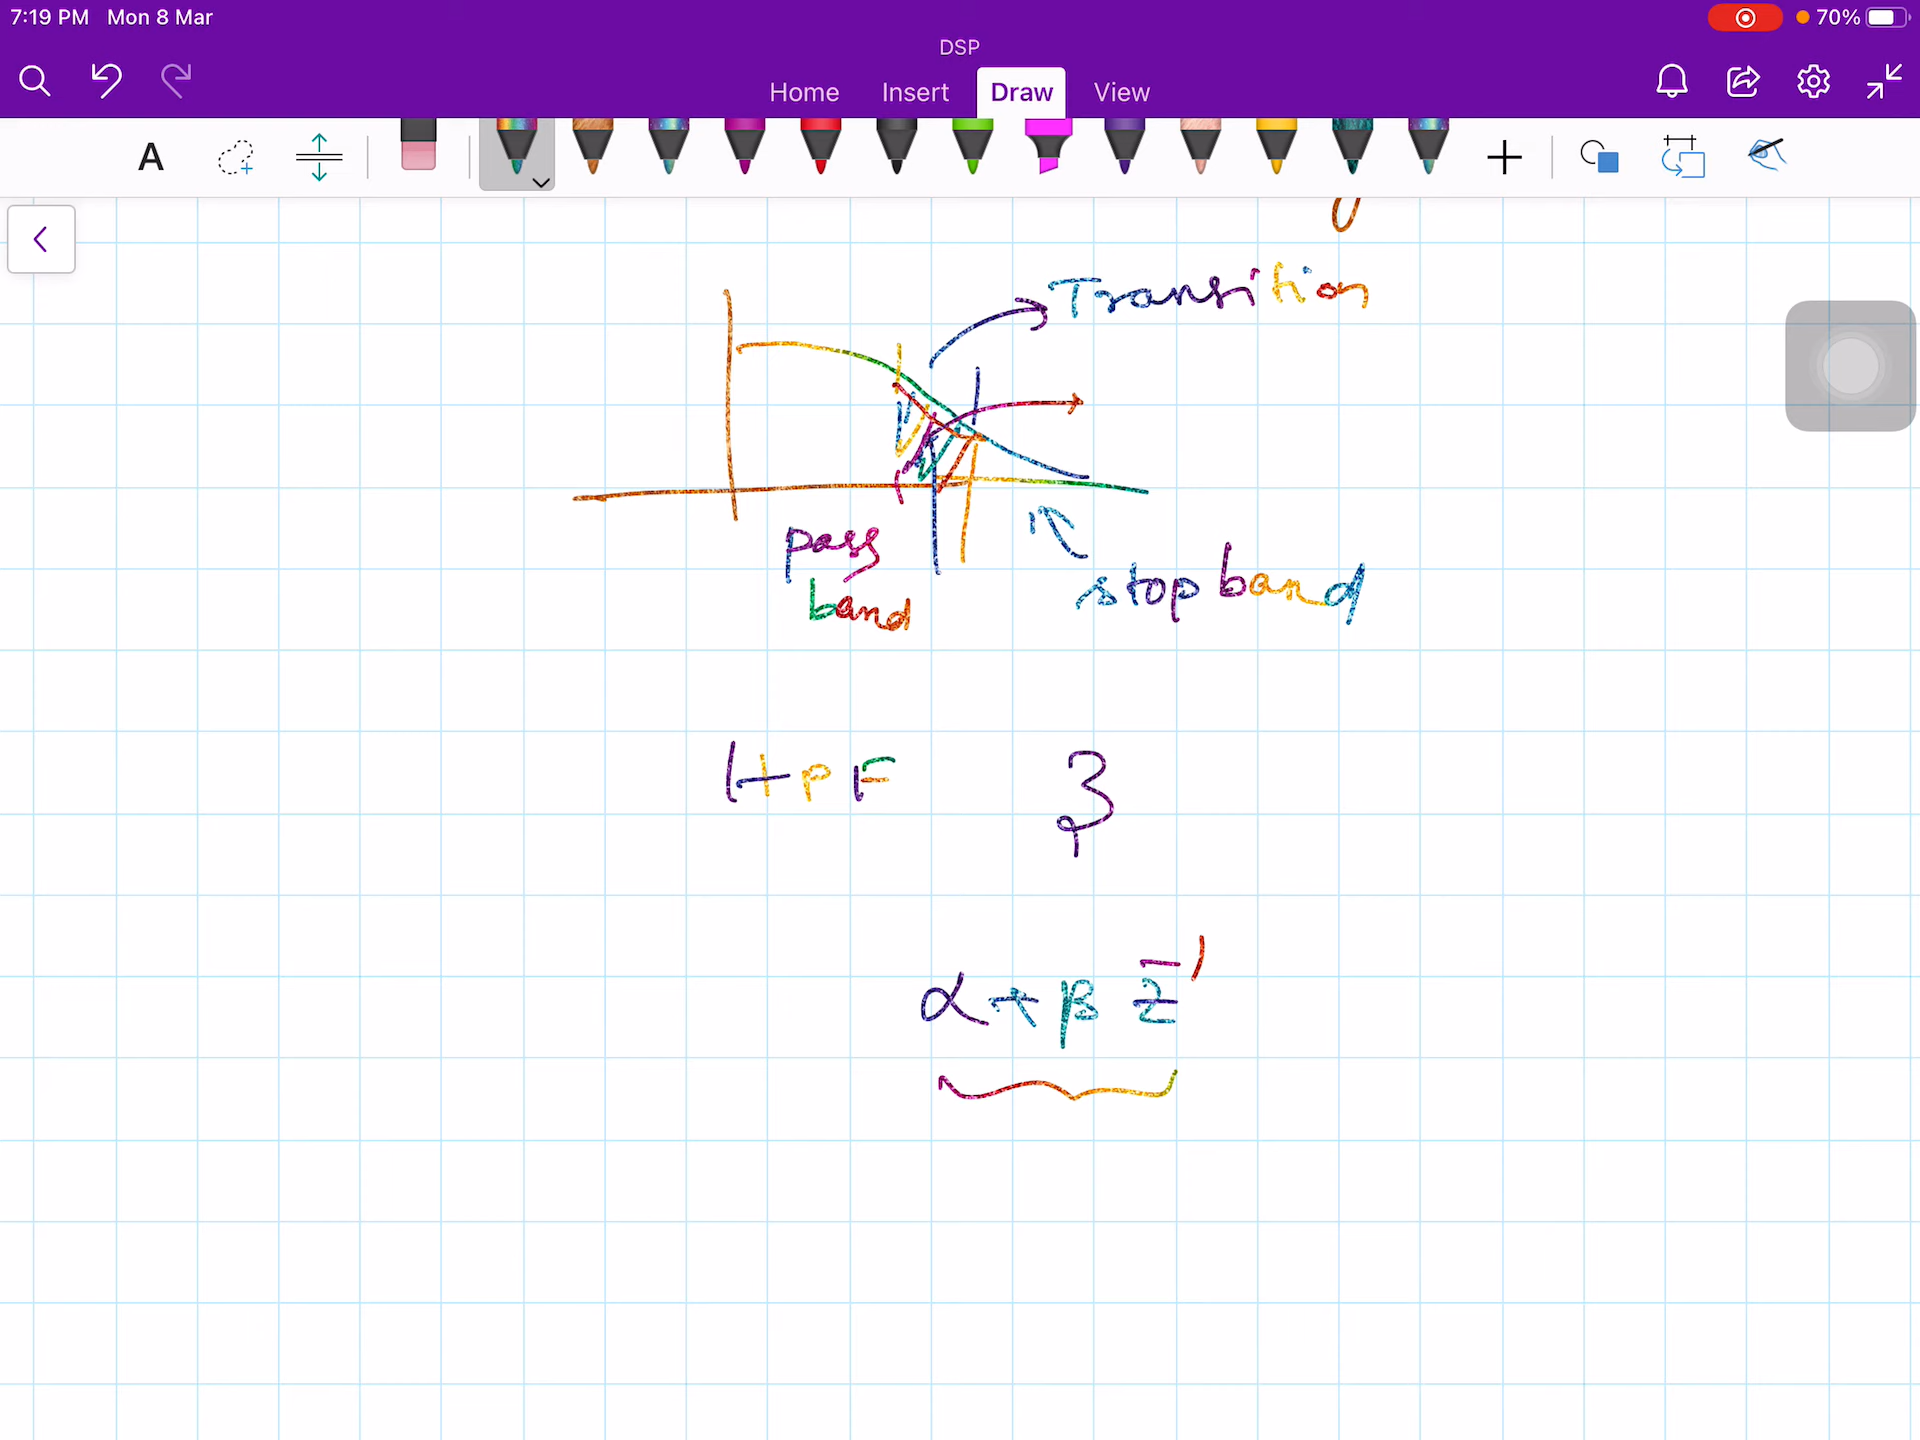 7:19 PM Mon 8 Mar
70%
DSP
Home Insert Draw View
A
Transition
pass
band
stop band
HPF ?
α + β z⁻¹